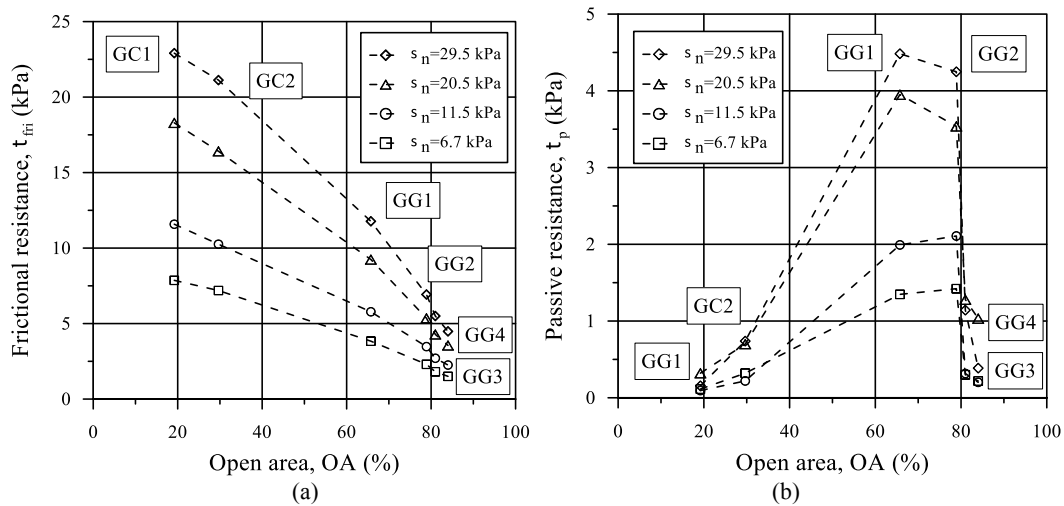 25
20
15
10
5
0
Frictional resistance, t_fri (kPa)
GC1
GC2
GG1
GG2
GG4
GG3
s n=29.5 kPa
s n=20.5 kPa
s n=11.5 kPa
s n=6.7 kPa
0 20 40 60 80 100
Open area, OA (%)
(a)
5
4
3
2
1
0
Passive resistance, t_p (kPa)
s n=29.5 kPa
s n=20.5 kPa
s n=11.5 kPa
s n=6.7 kPa
GG1
GG2
GC2
GG1
GG4
GG3
0 20 40 60 80 100
Open area, OA (%)
(b)